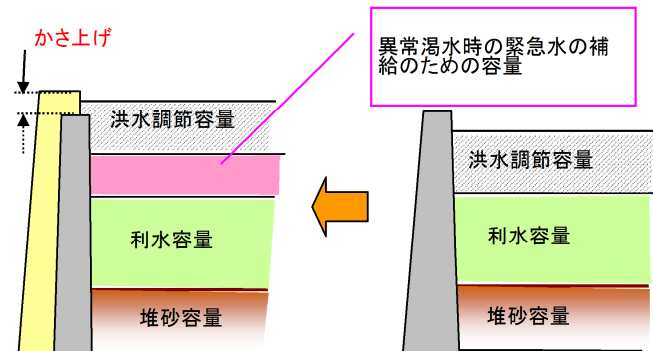 かさ上げ
異常渇水時の緊急水の補
給のための容量
洪水調節容量
利水容量
堆砂容量
洪水調節容量
利水容量
堆砂容量